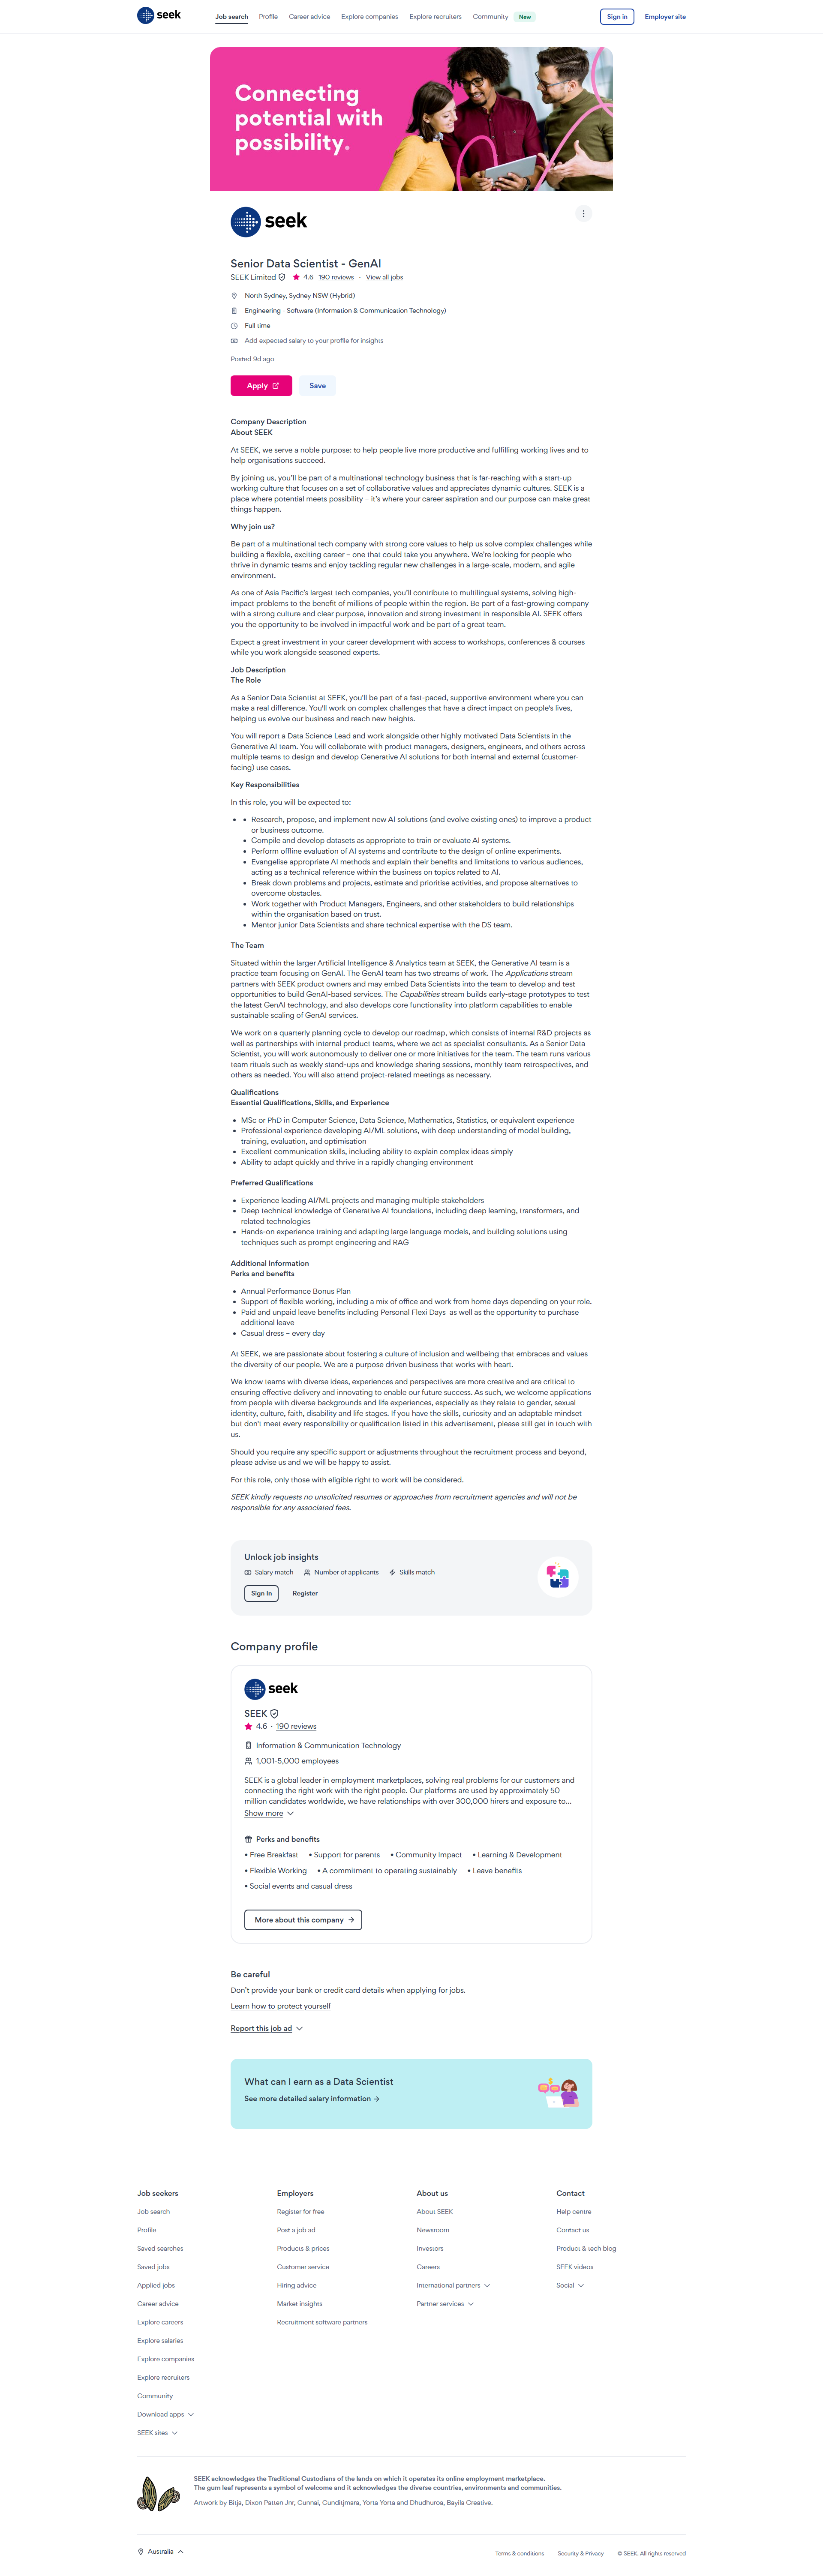 seek
Job search
Profile
Career advice
Explore companies
Explore recruiters
Community
New
Sign in
Employer site
Connecting
potential with
possibility.
seek
Senior Data Scientist - GenAI
SEEK Limited
4.6
190 reviews
·
View all jobs
North Sydney, Sydney NSW (Hybrid)
Engineering - Software (Information & Communication Technology)
Full time
Add expected salary to your profile for insights
Posted 9d ago
Apply
Save
Company Description
About SEEK
At SEEK, we serve a noble purpose: to help people live more productive and fulfilling working lives and to
help organisations succeed.
By joining us, you'll be part of a multinational technology business that is far-reaching with a start-up
working culture that focuses on a set of collaborative values and appreciates dynamic cultures. SEEK is a
place where potential meets possibility – it's where your career aspiration and our purpose can make great
things happen.
Why join us?
Be part of a multinational tech company with strong core values to help us solve complex challenges while
building a flexible, exciting career – one that could take you anywhere. We're looking for people who
thrive in dynamic teams and enjoy tackling regular new challenges in a large-scale, modern, and agile
environment.
As one of Asia Pacific's largest tech companies, you'll contribute to multilingual systems, solving high-
impact problems to the benefit of millions of people within the region. Be part of a fast-growing company
with a strong culture and clear purpose, innovation and strong investment in responsible AI. SEEK offers
you the opportunity to be involved in impactful work and be part of a great team.
Expect a great investment in your career development with access to workshops, conferences & courses
while you work alongside seasoned experts.
Job Description
The Role
As a Senior Data Scientist at SEEK, you'll be part of a fast-paced, supportive environment where you can
make a real difference. You'll work on complex challenges that have a direct impact on people's lives,
helping us evolve our business and reach new heights.
You will report a Data Science Lead and work alongside other highly motivated Data Scientists in the
Generative AI team. You will collaborate with product managers, designers, engineers, and others across
multiple teams to design and develop Generative AI solutions for both internal and external (customer-
facing) use cases.
Key Responsibilities
In this role, you will be expected to:
• • Research, propose, and implement new AI solutions (and evolve existing ones) to improve a product
or business outcome.
• Compile and develop datasets as appropriate to train or evaluate AI systems.
• Perform offline evaluation of AI systems and contribute to the design of online experiments.
• Evangelise appropriate AI methods and explain their benefits and limitations to various audiences,
acting as a technical reference within the business on topics related to AI.
• Break down problems and projects, estimate and prioritise activities, and propose alternatives to
overcome obstacles.
• Work together with Product Managers, Engineers, and other stakeholders to build relationships
within the organisation based on trust.
• Mentor junior Data Scientists and share technical expertise with the DS team.
The Team
Situated within the larger Artificial Intelligence & Analytics team at SEEK, the Generative AI team is a
practice team focusing on GenAI. The GenAI team has two streams of work. The Applications stream
partners with SEEK product owners and may embed Data Scientists into the team to develop and test
opportunities to build GenAI-based services. The Capabilities stream builds early-stage prototypes to test
the latest GenAI technology, and also develops core functionality into platform capabilities to enable
sustainable scaling of GenAI services.
We work on a quarterly planning cycle to develop our roadmap, which consists of internal R&D projects as
well as partnerships with internal product teams, where we act as specialist consultants. As a Senior Data
Scientist, you will work autonomously to deliver one or more initiatives for the team. The team runs various
team rituals such as weekly stand-ups and knowledge sharing sessions, monthly team retrospectives, and
others as needed. You will also attend project-related meetings as necessary.
Qualifications
Essential Qualifications, Skills, and Experience
• MSc or PhD in Computer Science, Data Science, Mathematics, Statistics, or equivalent experience
• Professional experience developing AI/ML solutions, with deep understanding of model building,
training, evaluation, and optimisation
• Excellent communication skills, including ability to explain complex ideas simply
• Ability to adapt quickly and thrive in a rapidly changing environment
Preferred Qualifications
• Experience leading AI/ML projects and managing multiple stakeholders
• Deep technical knowledge of Generative AI foundations, including deep learning, transformers, and
related technologies
• Hands-on experience training and adapting large language models, and building solutions using
techniques such as prompt engineering and RAG
Additional Information
Perks and benefits
• Annual Performance Bonus Plan
• Support of flexible working, including a mix of office and work from home days depending on your role.
• Paid and unpaid leave benefits including Personal Flexi Days as well as the opportunity to purchase
additional leave
• Casual dress – every day
At SEEK, we are passionate about fostering a culture of inclusion and wellbeing that embraces and values
the diversity of our people. We are a purpose driven business that works with heart.
We know teams with diverse ideas, experiences and perspectives are more creative and are critical to
ensuring effective delivery and innovating to enable our future success. As such, we welcome applications
from people with diverse backgrounds and life experiences, especially as they relate to gender, sexual
identity, culture, faith, disability and life stages. If you have the skills, curiosity and an adaptable mindset
but don't meet every responsibility or qualification listed in this advertisement, please still get in touch with
us.
Should you require any specific support or adjustments throughout the recruitment process and beyond,
please advise us and we will be happy to assist.
For this role, only those with eligible right to work will be considered.
SEEK kindly requests no unsolicited resumes or approaches from recruitment agencies and will not be
responsible for any associated fees.
Unlock job insights
Salary match
Number of applicants
Skills match
Sign In
Register
Company profile
seek
SEEK
4.6 · 190 reviews
Information & Communication Technology
1,001-5,000 employees
SEEK is a global leader in employment marketplaces, solving real problems for our customers and
connecting the right work with the right people. Our platforms are used by approximately 50
million candidates worldwide, we have relationships with over 300,000 hirers and exposure to...
Show more
Perks and benefits
• Free Breakfast • Support for parents • Community Impact • Learning & Development
• Flexible Working • A commitment to operating sustainably • Leave benefits
• Social events and casual dress
More about this company
Be careful
Don't provide your bank or credit card details when applying for jobs.
Learn how to protect yourself
Report this job ad
What can I earn as a Data Scientist
See more detailed salary information
Job seekers
Job search
Profile
Saved searches
Saved jobs
Applied jobs
Career advice
Explore careers
Explore salaries
Explore companies
Explore recruiters
Community
Download apps
SEEK sites
Employers
Register for free
Post a job ad
Products & prices
Customer service
Hiring advice
Market insights
Recruitment software partners
About us
About SEEK
Newsroom
Investors
Careers
International partners
Partner services
Contact
Help centre
Contact us
Product & tech blog
SEEK videos
Social
SEEK acknowledges the Traditional Custodians of the lands on which it operates its online employment marketplace.
The gum leaf represents a symbol of welcome and it acknowledges the diverse countries, environments and communities.
Artwork by Bitja, Dixon Patten Jnr, Gunnai, Gunditjmara, Yorta Yorta and Dhudhuroa, Bayila Creative.
Australia
Terms & conditions
Security & Privacy
© SEEK. All rights reserved